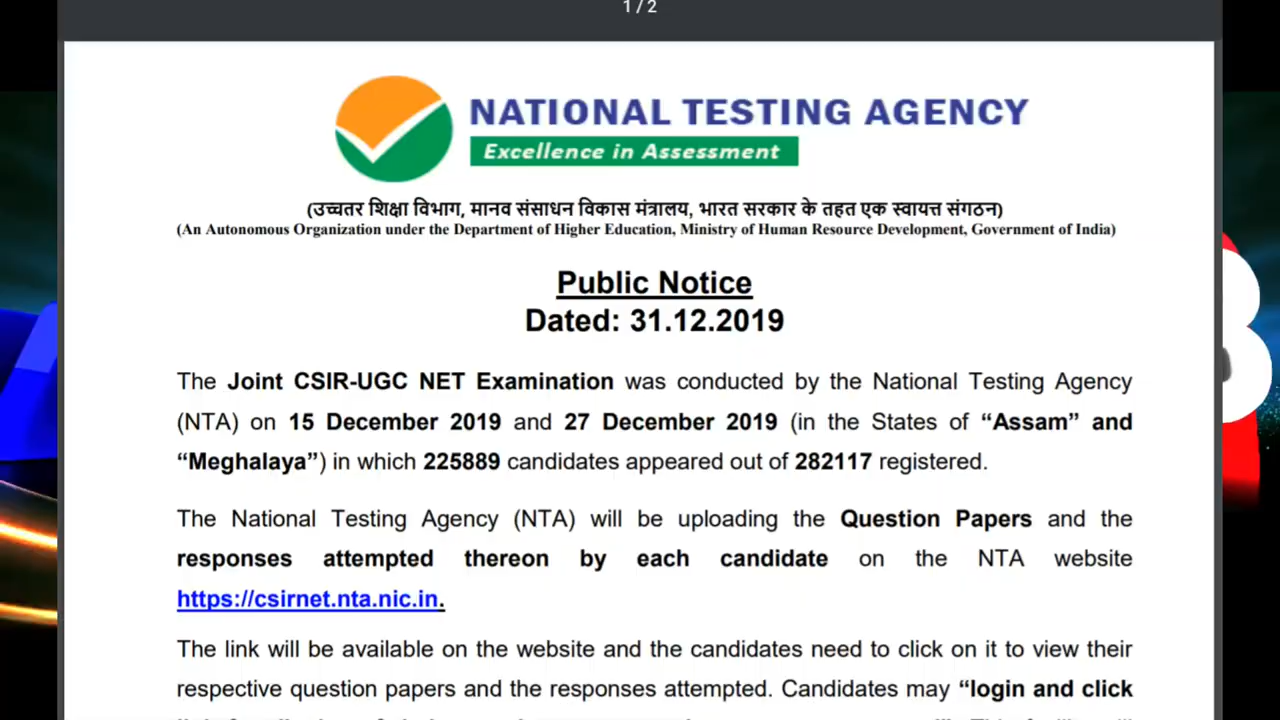 1 / 2
NATIONAL TESTING AGENCY
Excellence in Assessment
(उच्चतर शिक्षा विभाग, मानव संसाधन विकास मंत्रालय, भारत सरकार के तहत एक स्वायत्त संगठन)
(An Autonomous Organization under the Department of Higher Education, Ministry of Human Resource Development, Government of India)
Public Notice
Dated: 31.12.2019
The Joint CSIR-UGC NET Examination was conducted by the National Testing Agency
(NTA) on 15 December 2019 and 27 December 2019 (in the States of “Assam” and
“Meghalaya”) in which 225889 candidates appeared out of 282117 registered.
The National Testing Agency (NTA) will be uploading the Question Papers and the
responses attempted thereon by each candidate on the NTA website
https://csirnet.nta.nic.in.
The link will be available on the website and the candidates need to click on it to view their
respective question papers and the responses attempted. Candidates may “login and click